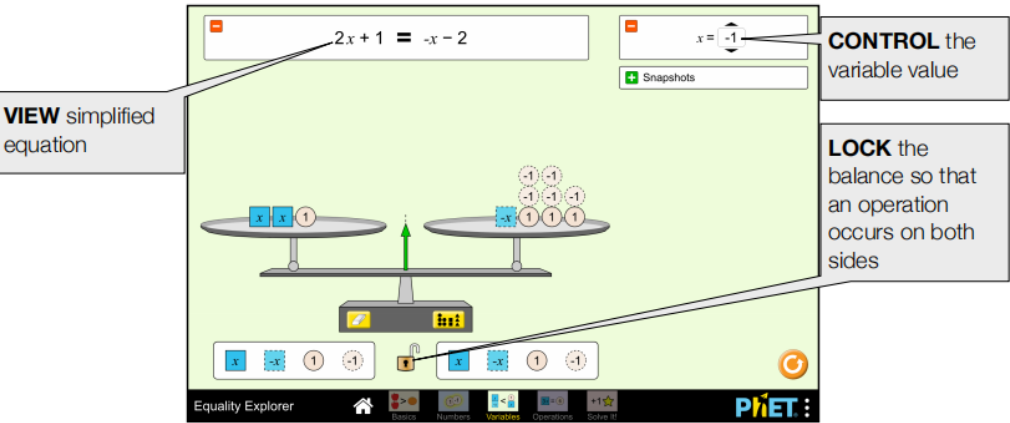 2x + 1 = -x − 2
x = -1
Snapshots
CONTROL the
variable value
VIEW simplified
equation
LOCK the
balance so that
an operation
occurs on both
sides
-1 -1
-1 -1 -1
x x 1
-x 1 1 1
x -x 1 -1
x -x 1 -1
Equality Explorer
Basics
Numbers
Variables
Operations
+1
Solve It!
PhET